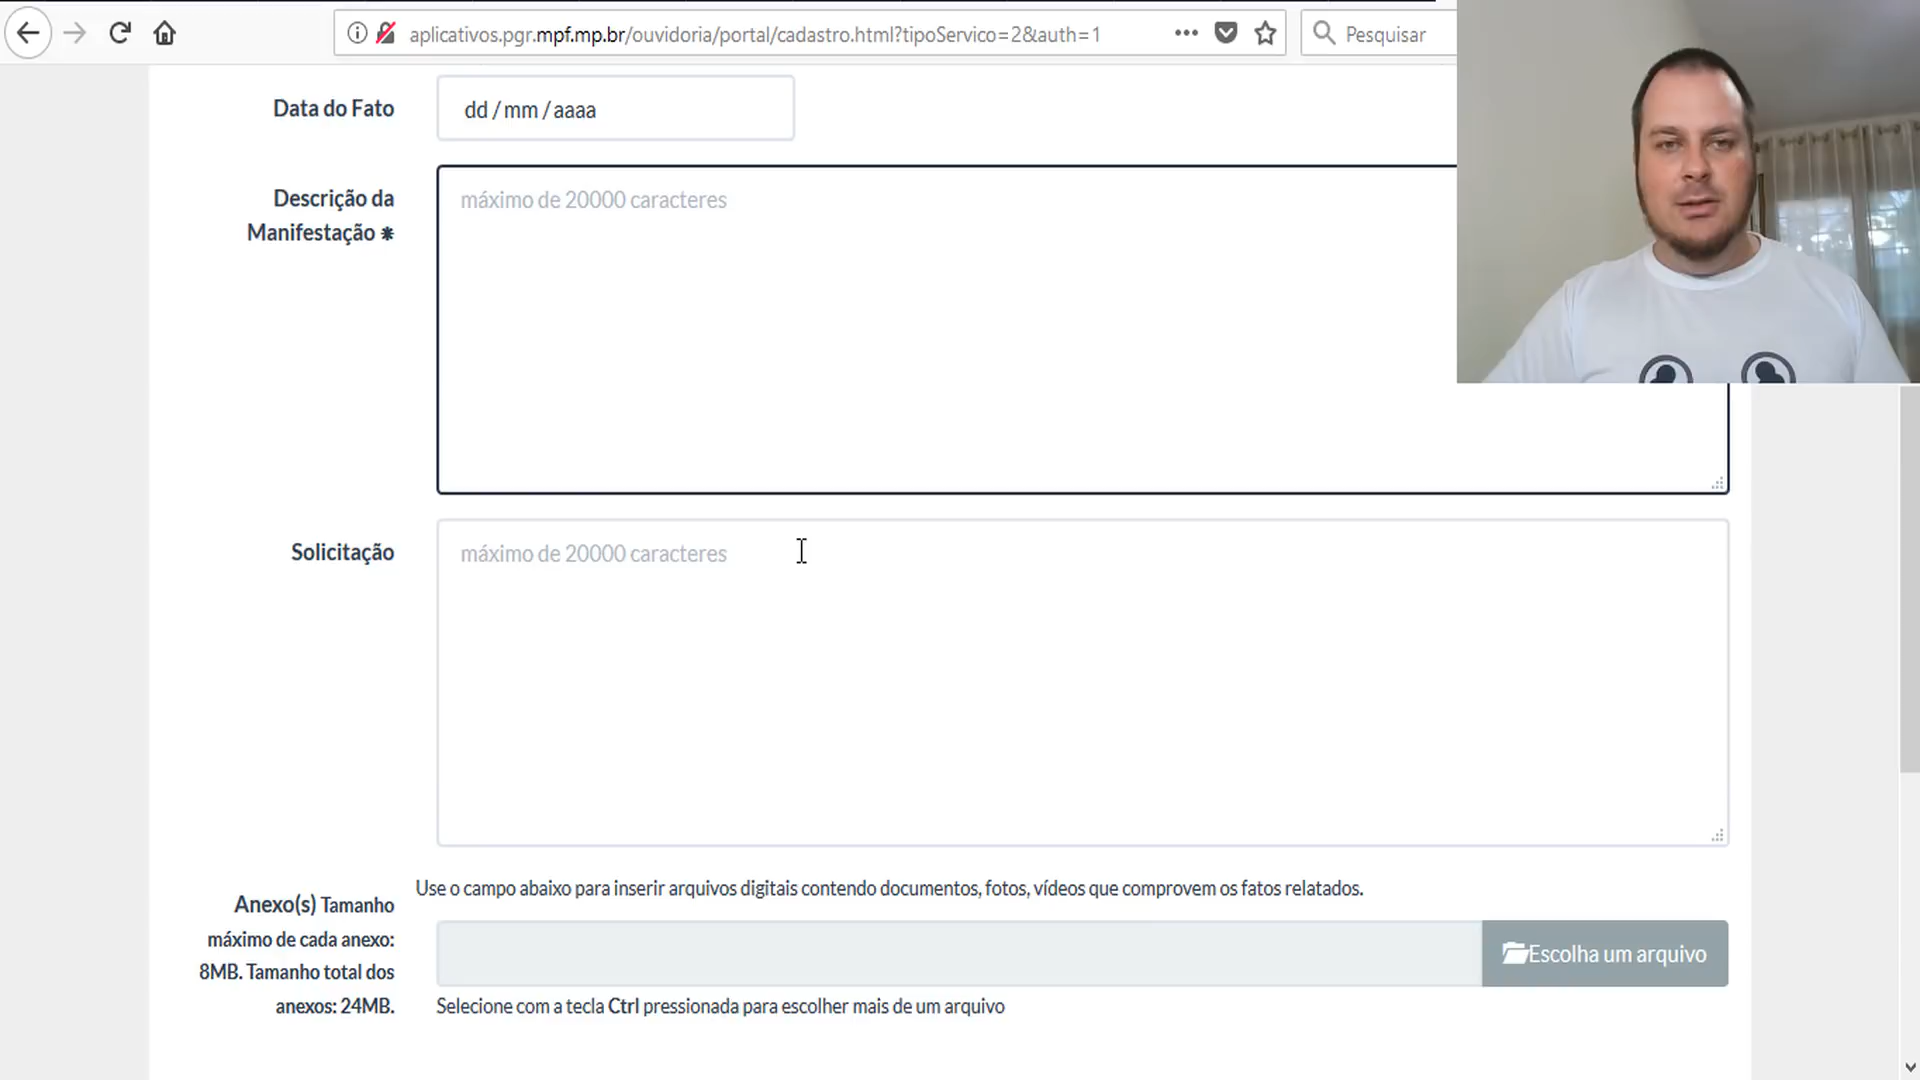 aplicativos.pgr.mpf.mp.br/ouvidoria/portal/cadastro.html?tipoServico=2&auth=1
Pesquisar
Data do Fato
dd / mm / aaaa
Descrição da
Manifestação *
máximo de 20000 caracteres
Solicitação
máximo de 20000 caracteres
Use o campo abaixo para inserir arquivos digitais contendo documentos, fotos, vídeos que comprovem os fatos relatados.
Anexo(s) Tamanho
máximo de cada anexo:
8MB. Tamanho total dos
anexos: 24MB.
Escolha um arquivo
Selecione com a tecla Ctrl pressionada para escolher mais de um arquivo